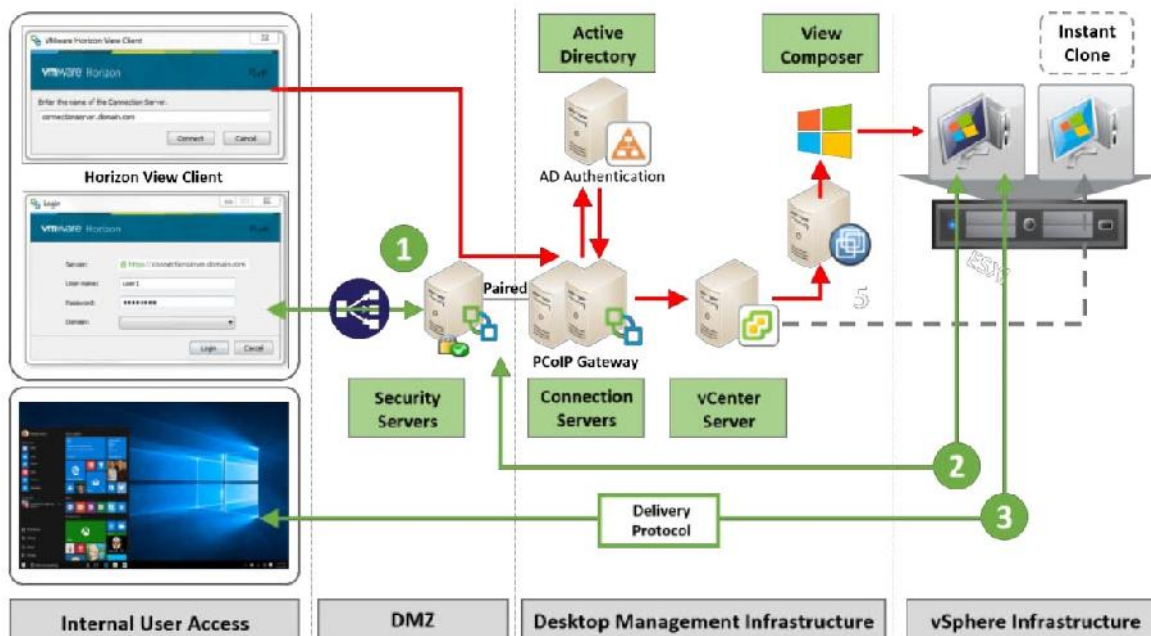 VMware Horizon View Client
vmware Horizon
Enter the name of the Connection Server.
connectionserver.domain.com
Connect
Cancel
Horizon View Client
Login
vmware Horizon
Server:
https://connectionserver.domain.com
User name:
user1
Password:
********
Domain:
Login
Cancel
Active
Directory
AD Authentication
View
Composer
Instant
Clone
ESXi
5
1
Paired
PCoIP Gateway
Security
Servers
Connection
Servers
vCenter
Server
2
3
Delivery
Protocol
Internal User Access
DMZ
Desktop Management Infrastructure
vSphere Infrastructure